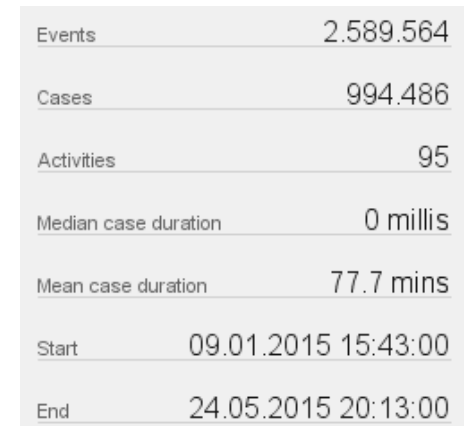 Events 2.589.564
Cases 994.486
Activities 95
Median case duration 0 millis
Mean case duration 77.7 mins
Start 09.01.2015 15:43:00
End 24.05.2015 20:13:00